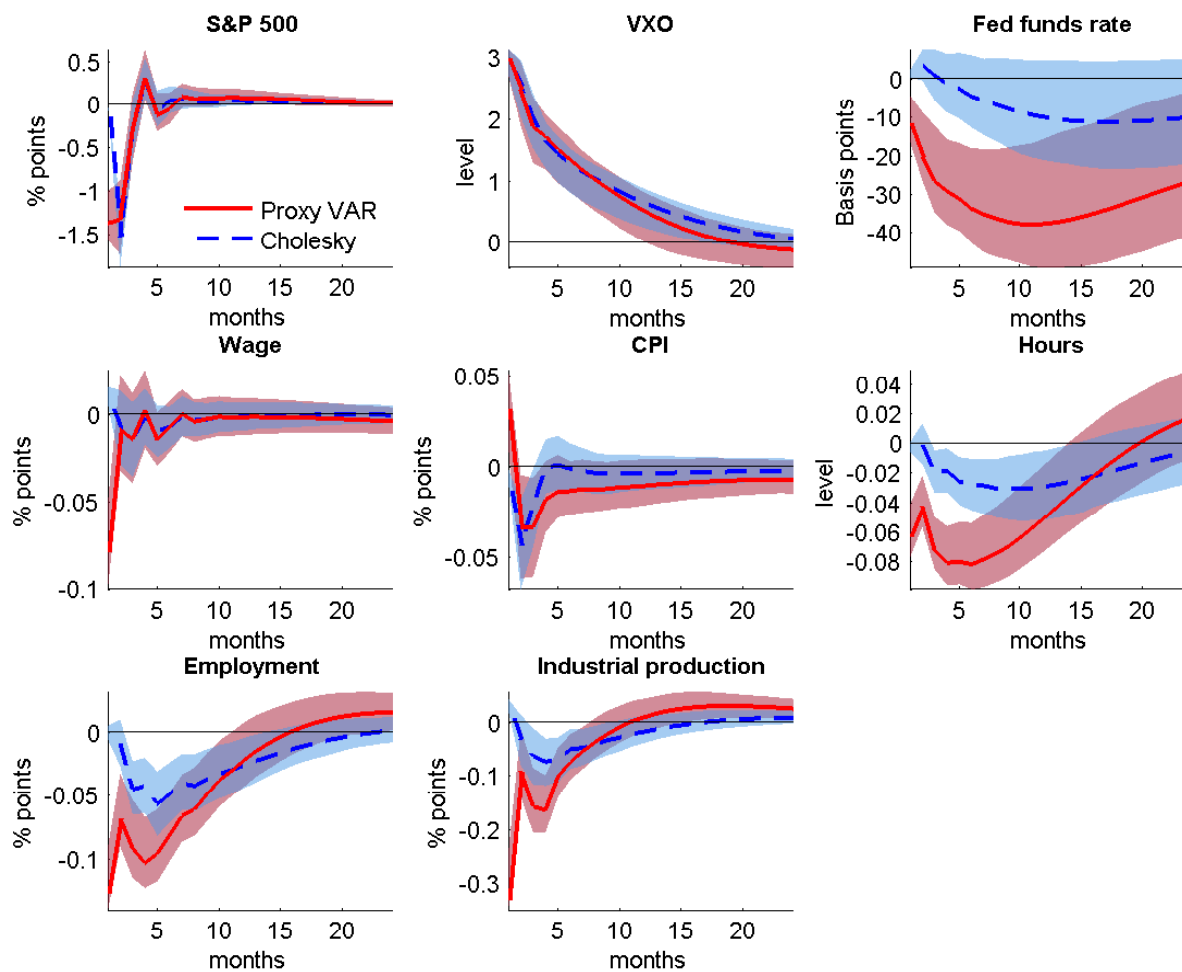 S&P 500
VXO
Fed funds rate
0.5
0
-0.5
-1
-1.5
% points
Proxy VAR
Cholesky
5
10
15
20
months
3
2
1
0
level
5
10
15
20
months
0
-10
-20
-30
-40
Basis points
5
10
15
20
months
Wage
CPI
Hours
0
-0.05
-0.1
% points
5
10
15
20
months
0.05
0
-0.05
% points
5
10
15
20
months
0.04
0.02
0
-0.02
-0.04
-0.06
-0.08
level
5
10
15
20
months
Employment
Industrial production
0
-0.05
-0.1
% points
5
10
15
20
months
0
-0.1
-0.2
-0.3
% points
5
10
15
20
months